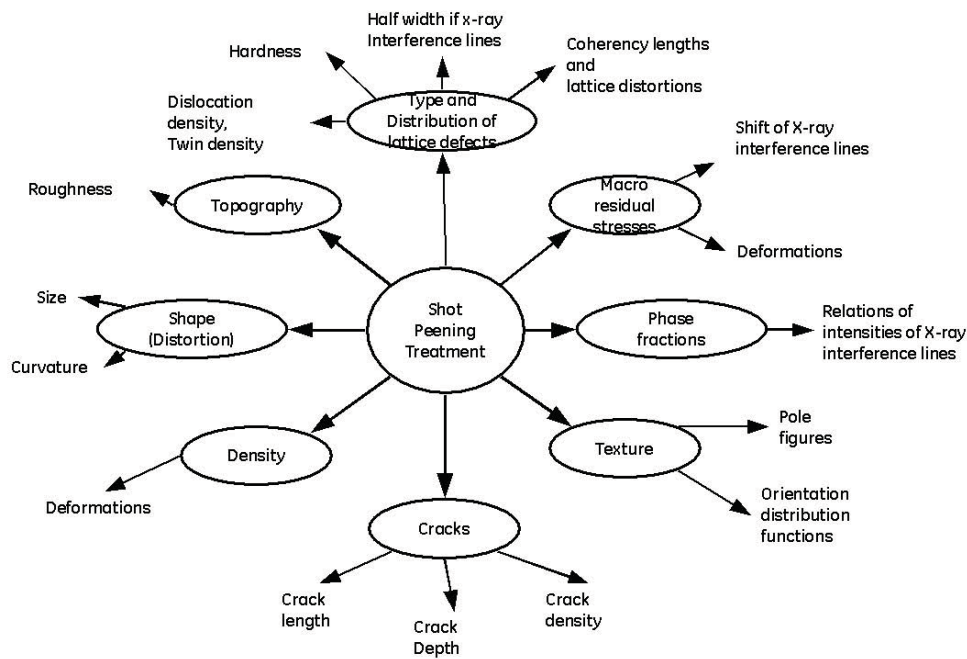 Half width if x-ray
Interference lines
Hardness
Coherency lengths
and
lattice distortions
Type and
Distribution of
lattice defects
Dislocation
density,
Twin density
Shift of X-ray
interference lines
Roughness
Topography
Macro
residual
stresses
Deformations
Size
Shape
(Distortion)
Curvature
Shot
Peening
Treatment
Phase
fractions
Relations of
intensities of X-ray
interference lines
Pole
figures
Density
Texture
Deformations
Orientation
distribution
functions
Cracks
Crack
length
Crack
Depth
Crack
density